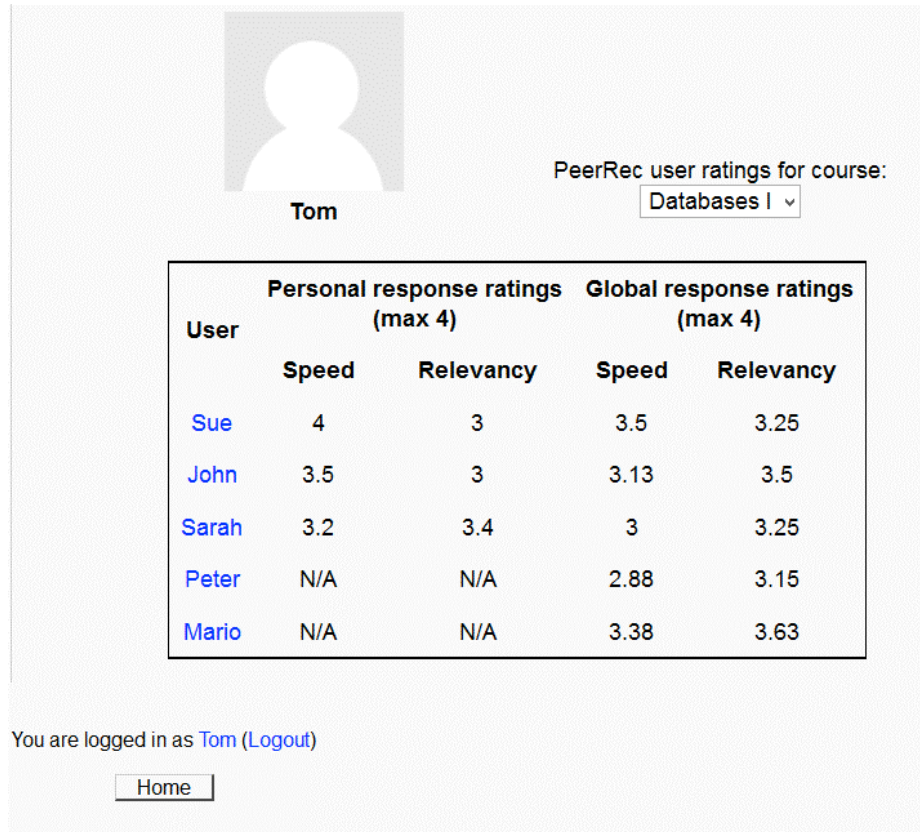 Tom
PeerRec user ratings for course:
Databases I
User
Personal response ratings
(max 4)
Global response ratings
(max 4)
Speed Relevancy Speed Relevancy
Sue 4 3 3.5 3.25
John 3.5 3 3.13 3.5
Sarah 3.2 3.4 3 3.25
Peter N/A N/A 2.88 3.15
Mario N/A N/A 3.38 3.63
You are logged in as Tom (Logout)
Home